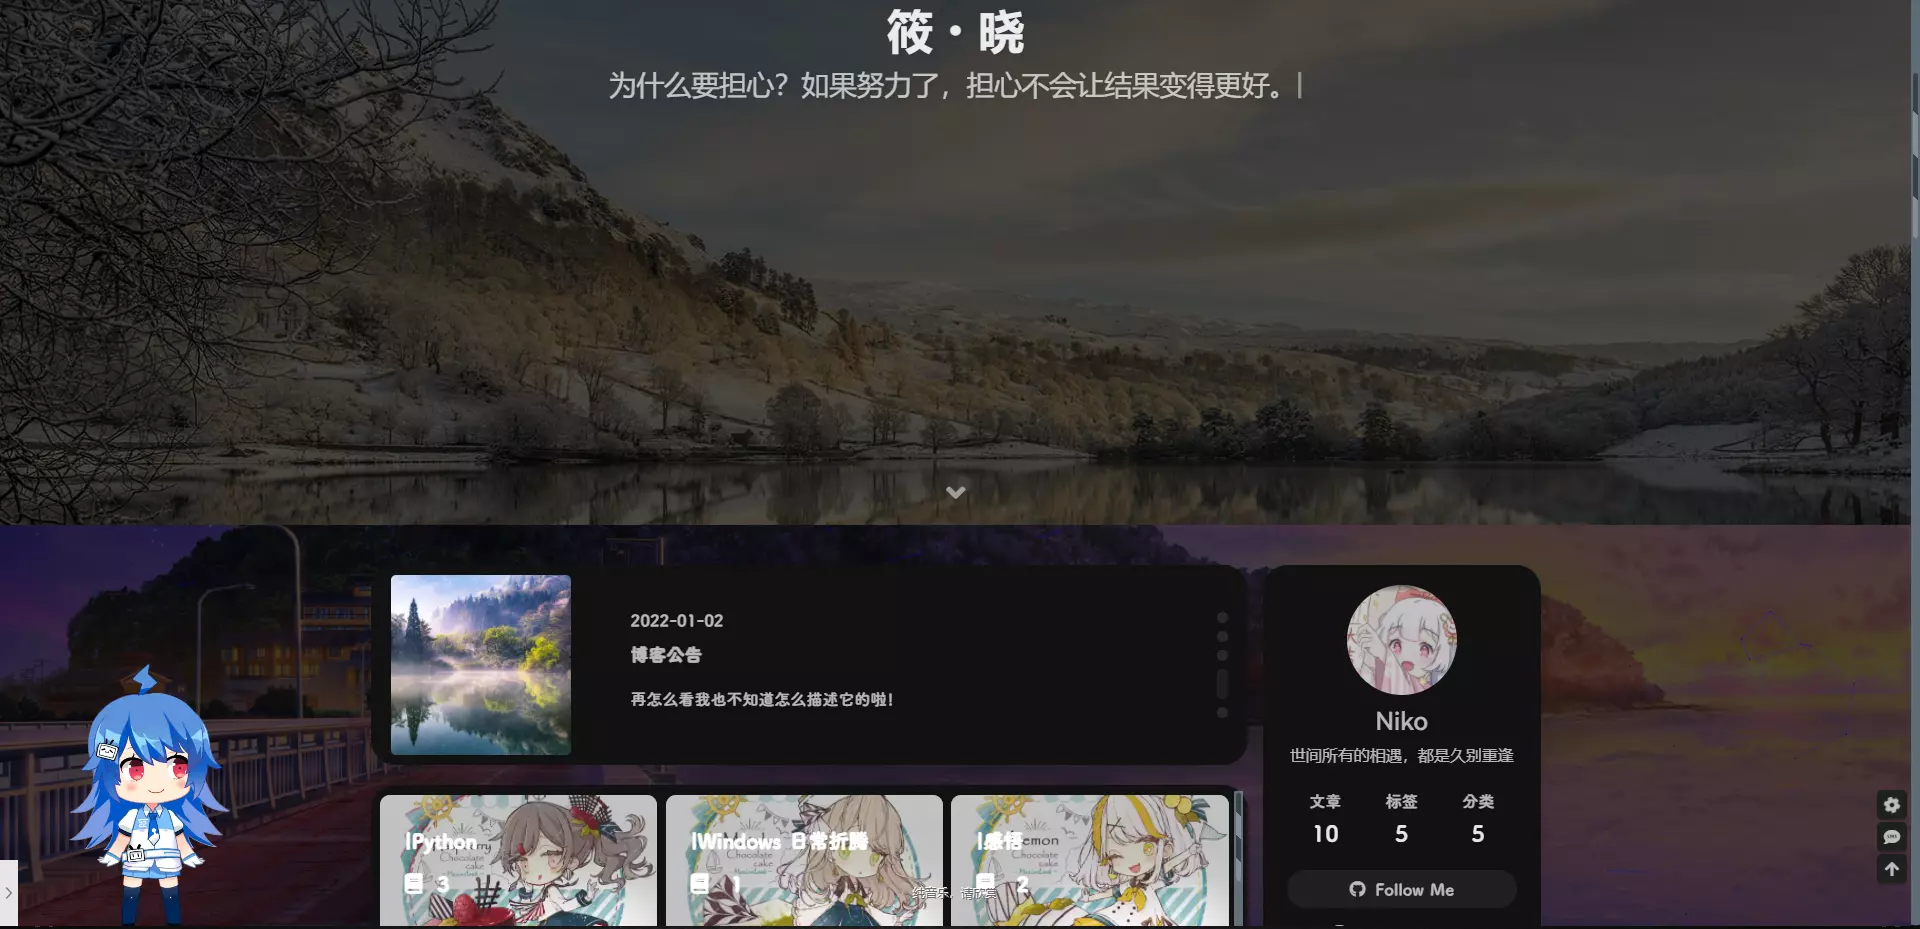 筱·晓
为什么要担心？如果努力了，担心不会让结果变得更好。|
2022-01-02
博客公告
再怎么看我也不知道怎么描述它的啦！
|Python
3
|Windows 日常折腾
1
|感悟
2
纯音乐，请欣赏
Niko
世间所有的相遇，都是久别重逢
文章 标签 分类
10 5 5
Follow Me